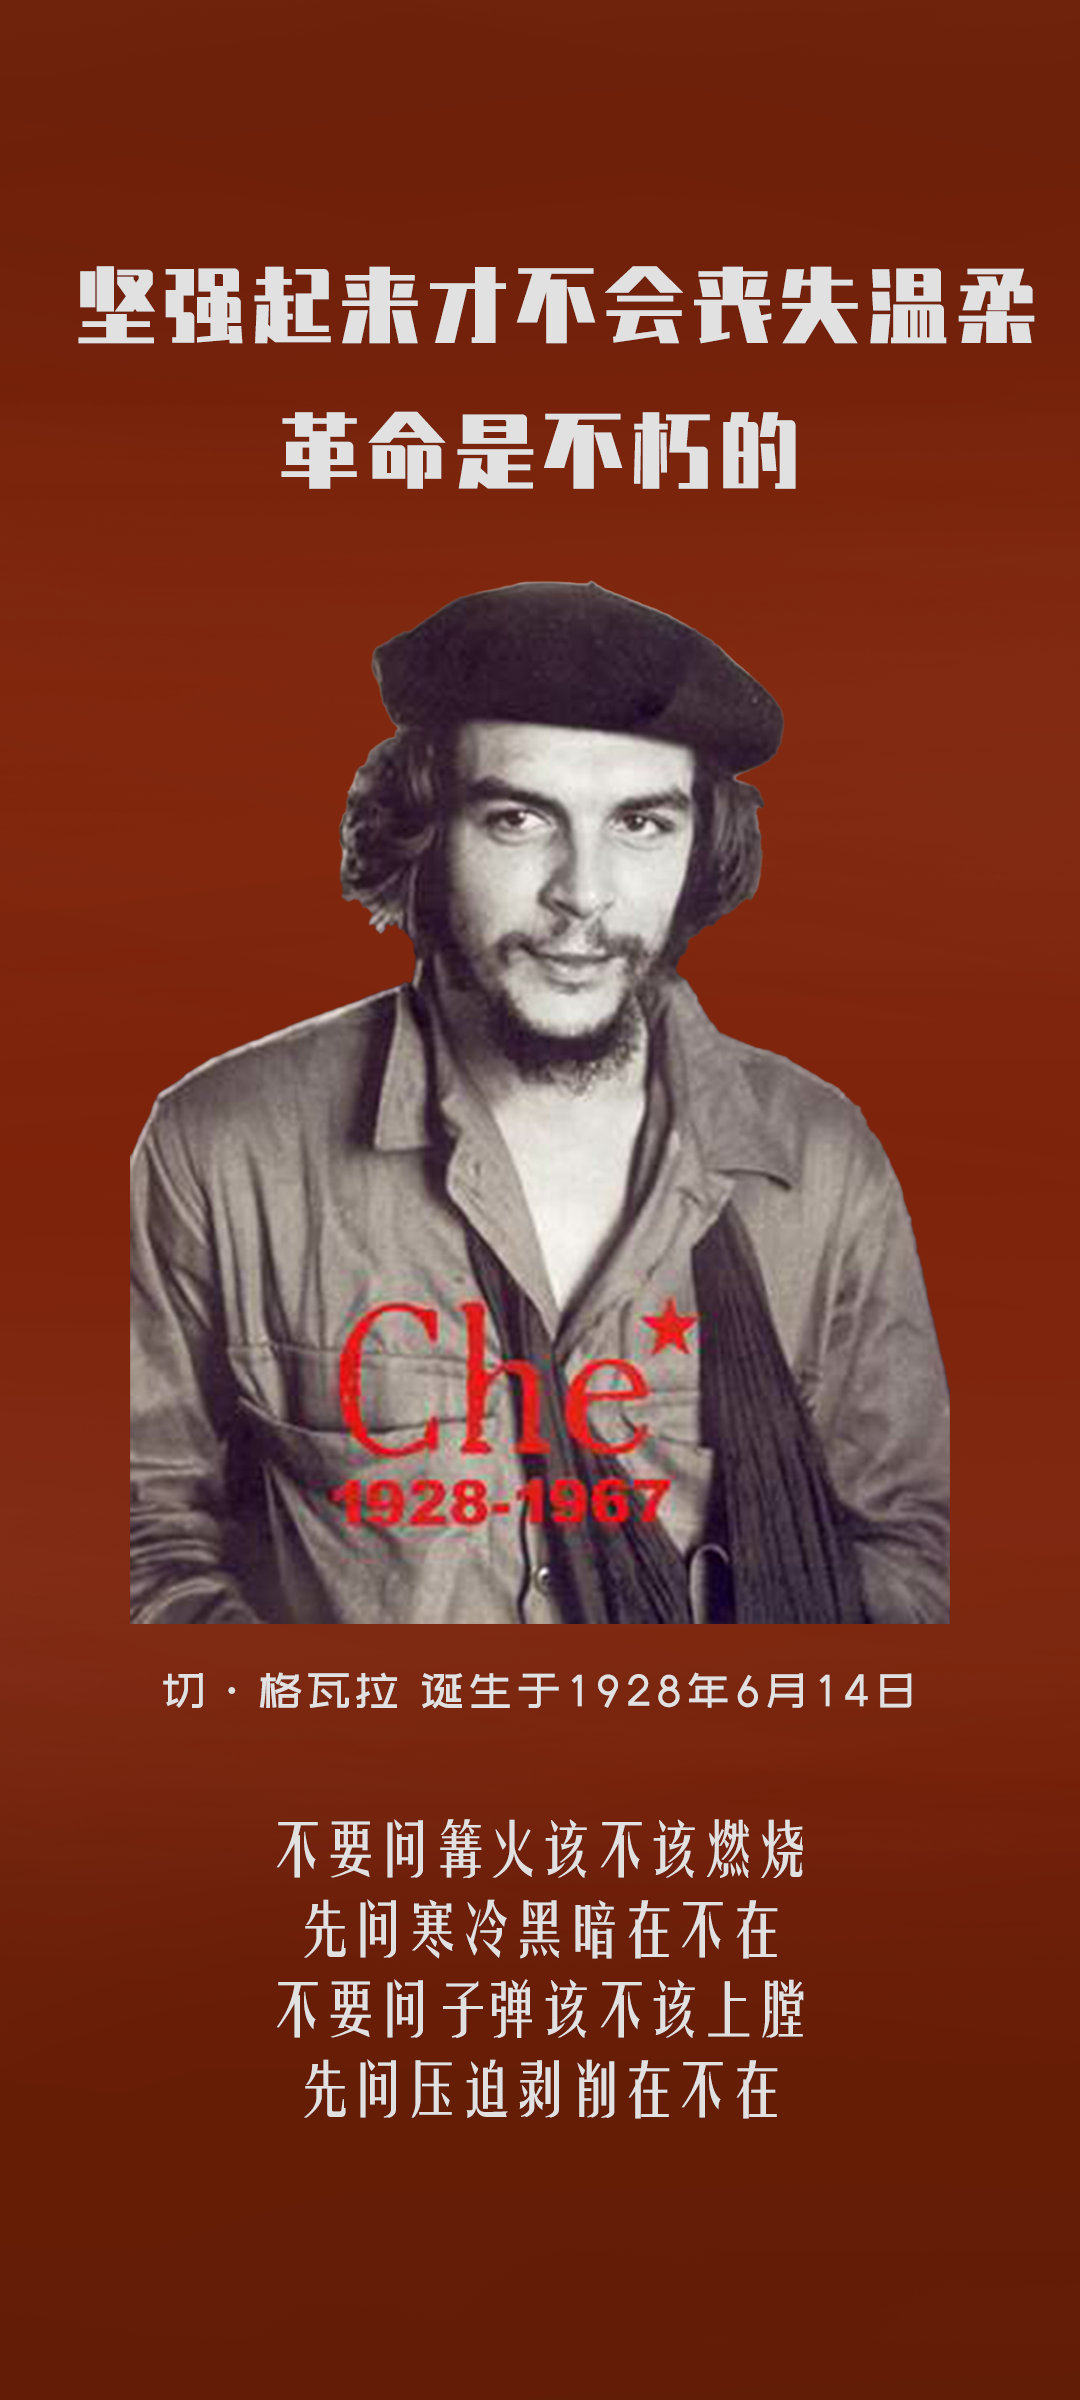 坚强起来才不会丧失温柔
革命是不朽的
Che
1928-1967
切·格瓦拉 诞生于1928年6月14日
不要问篝火该不该燃烧
先问寒冷黑暗在不在
不要问子弹该不该上膛
先问压迫剥削在不在